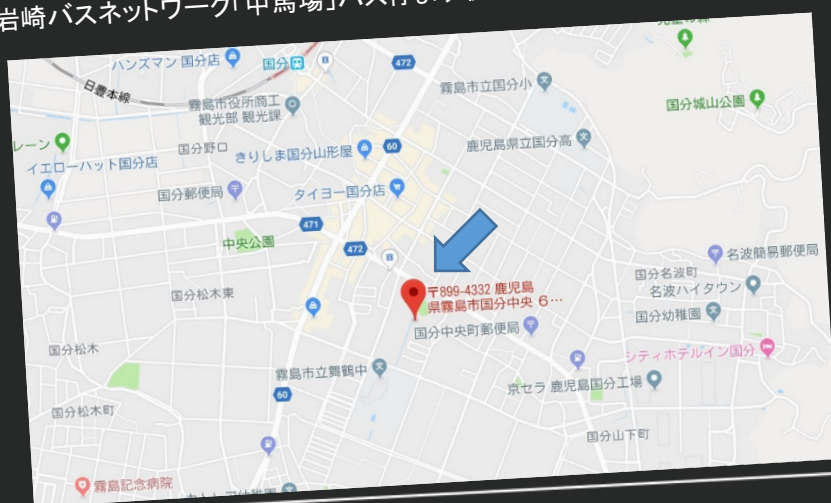 岩崎バスネットワーク「中馬場」バス停
ハンズマン 国分店
国分
472
日豊本線
霧島市役所商工
観光部 観光課
霧島市立国分小
国分城山公園
レーン
イエローハット国分店
国分野口
きりしま国分山形屋
60
鹿児島県立国分高
国分郵便局
タイヨー国分店
471
中央公園
472
名波簡易郵便局
国分名波町
名波ハイタウン
国分松木東
〒899-4332 鹿児島
県霧島市国分中央 6…
国分中央町郵便局
国分幼稚園
シティホテルイン国分
国分松木
霧島市立舞鶴中
京セラ 鹿児島国分工場
60
国分松木町
国分山下町
霧島記念病院